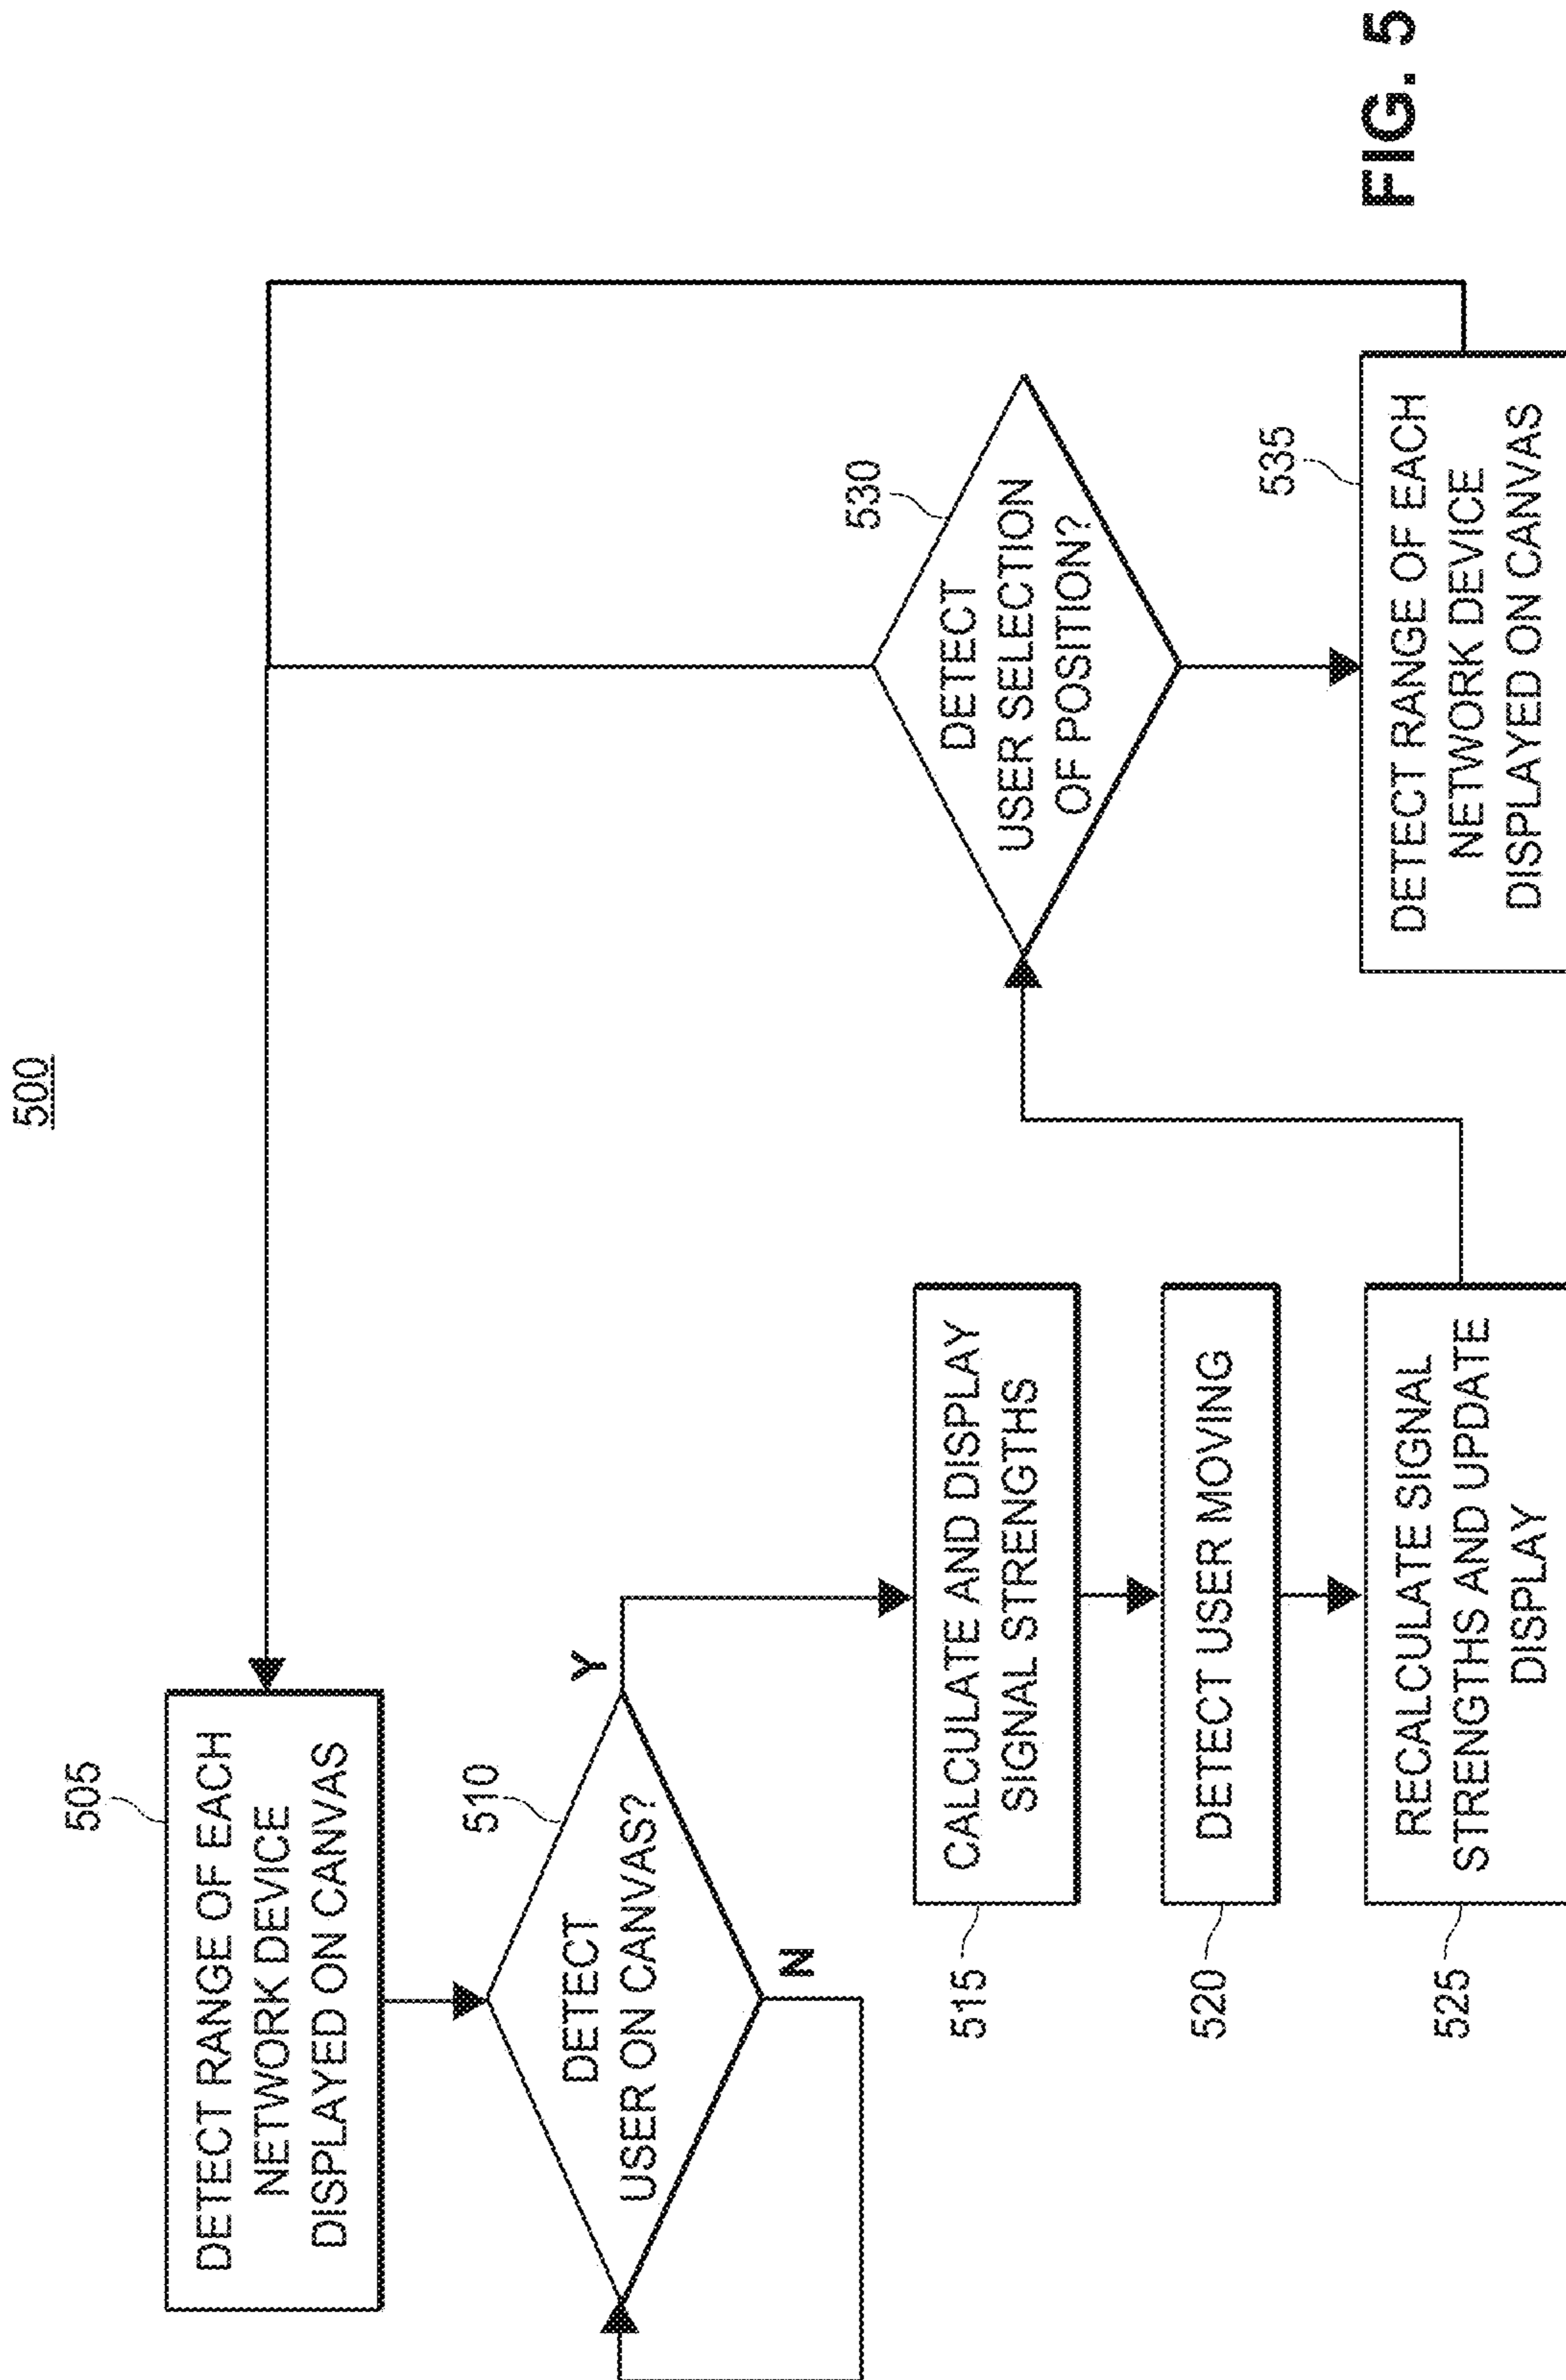 500
505
DETECT RANGE OF EACH
NETWORK DEVICE
DISPLAYED ON CANVAS
510
DETECT
USER ON CANVAS?
Y
N
515
CALCULATE AND DISPLAY
SIGNAL STRENGTHS
520
DETECT USER MOVING
525
RECALCULATE SIGNAL
STRENGTHS AND UPDATE
DISPLAY
530
DETECT
USER SELECTION
OF POSITION?
535
DETECT RANGE OF EACH
NETWORK DEVICE
DISPLAYED ON CANVAS
FIG. 5